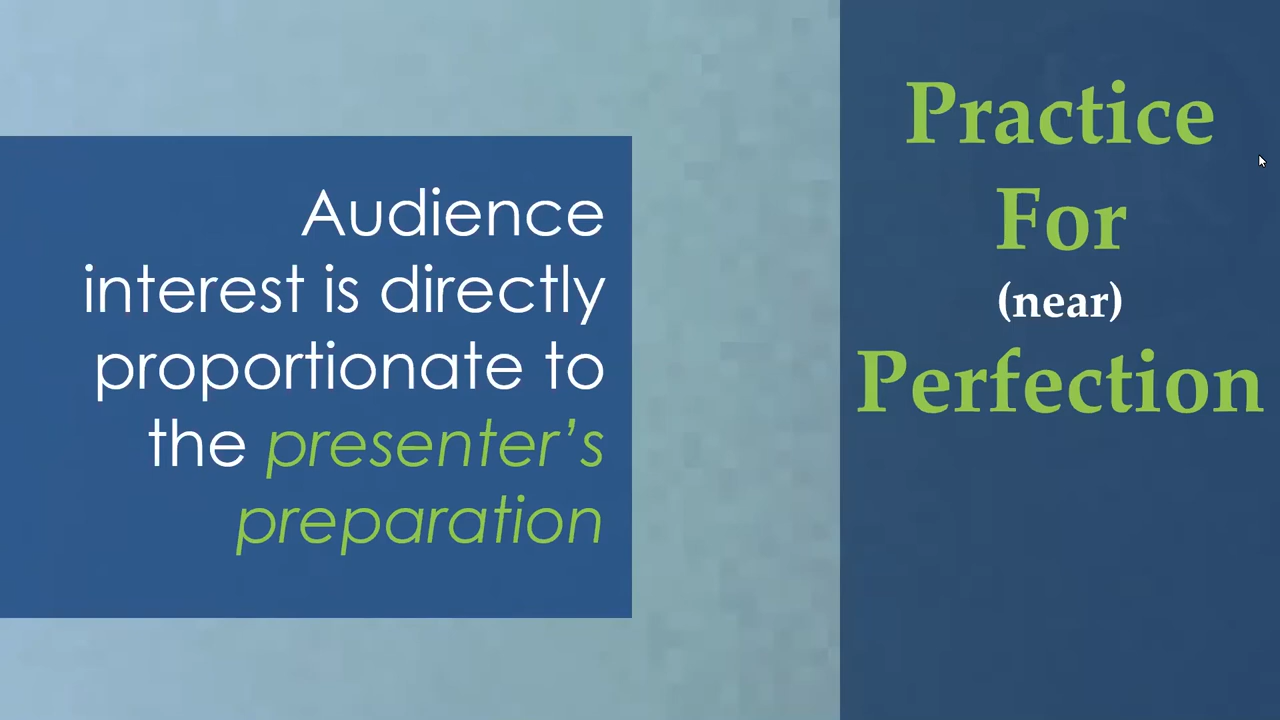 Audience
interest is directly
proportionate to
the presenter’s
preparation
Practice
For
(near)
Perfection